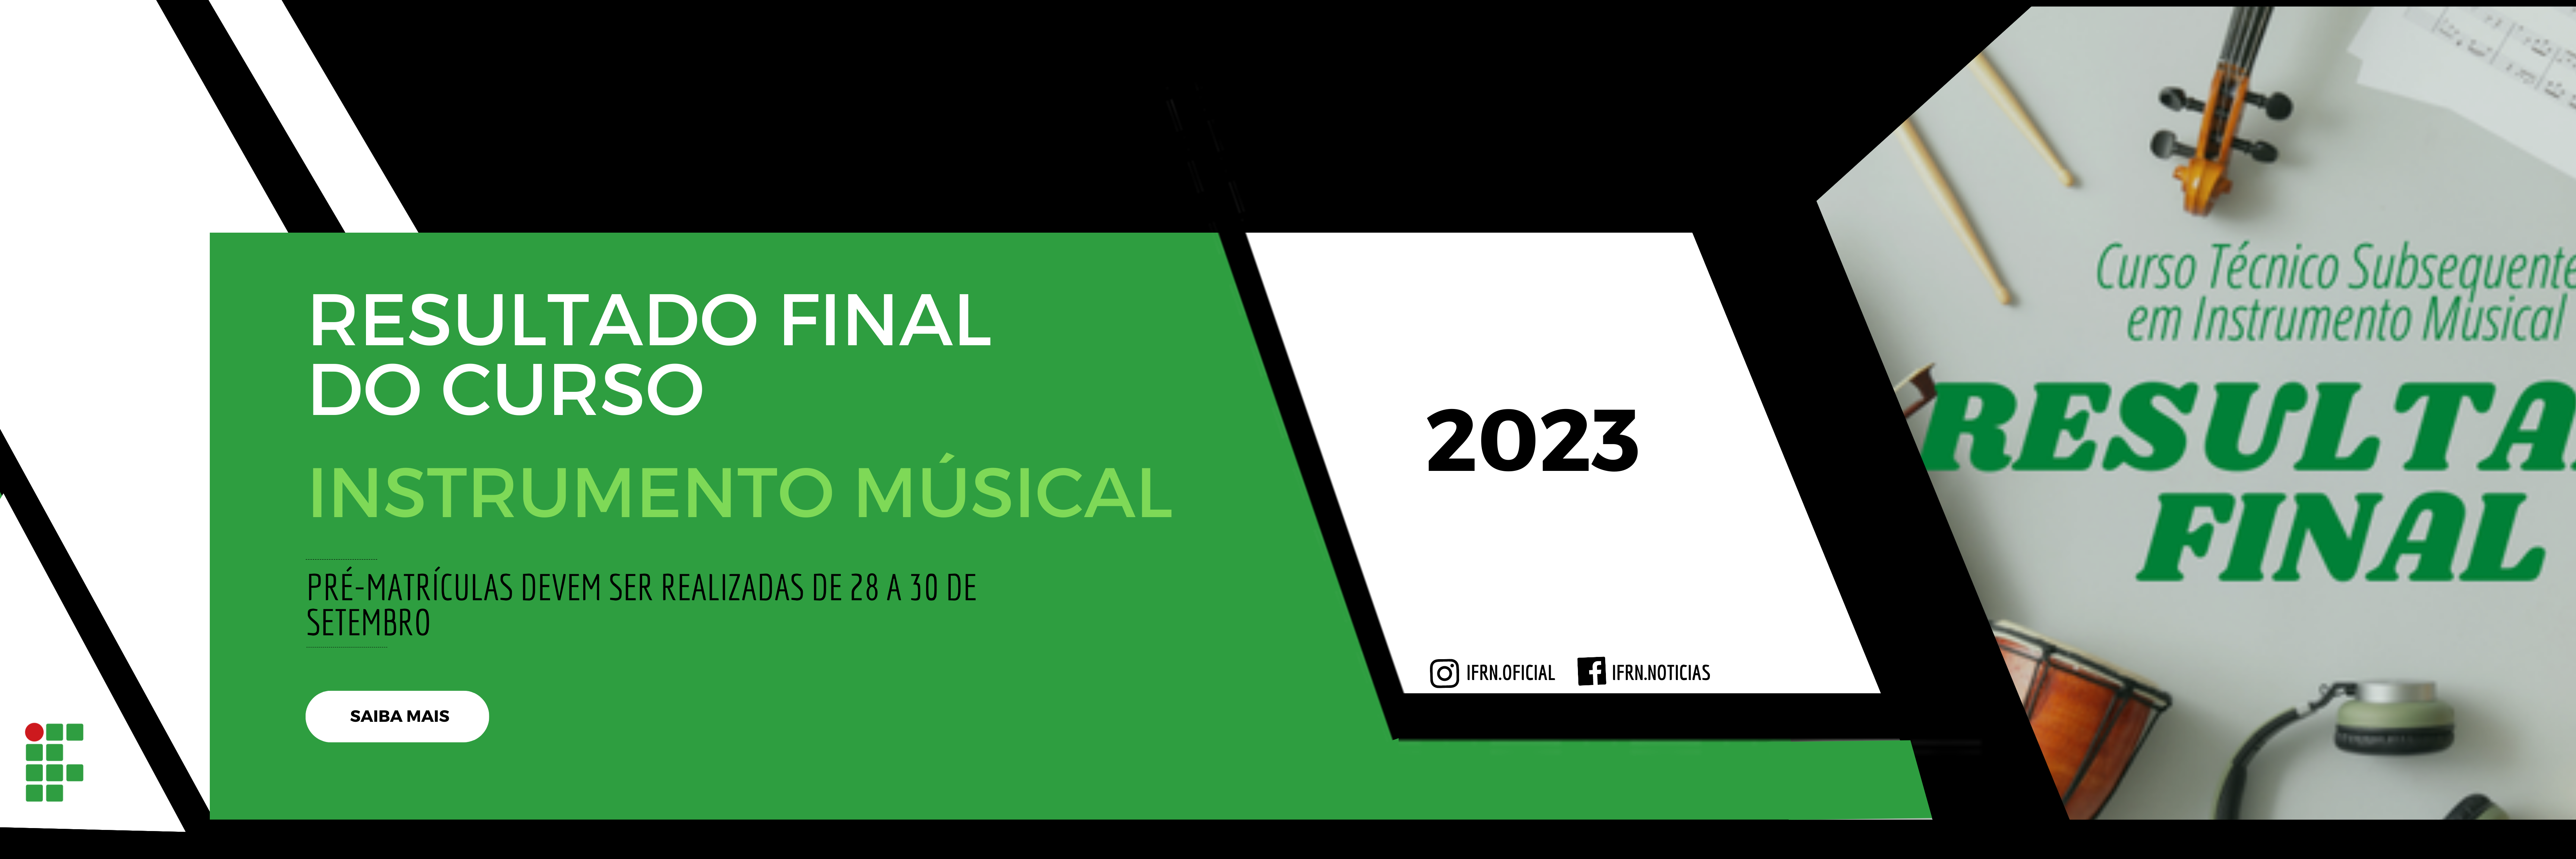 RESULTADO FINAL
DO CURSO
INSTRUMENTO MÚSICAL
PRÉ-MATRÍCULAS DEVEM SER REALIZADAS DE 28 A 30 DE
SETEMBRO
SAIBA MAIS
2023
IFRN.OFICIAL IFRN.NOTICIAS
Curso Técnico Subsequente
em Instrumento Musical
RESULTA
FINAL